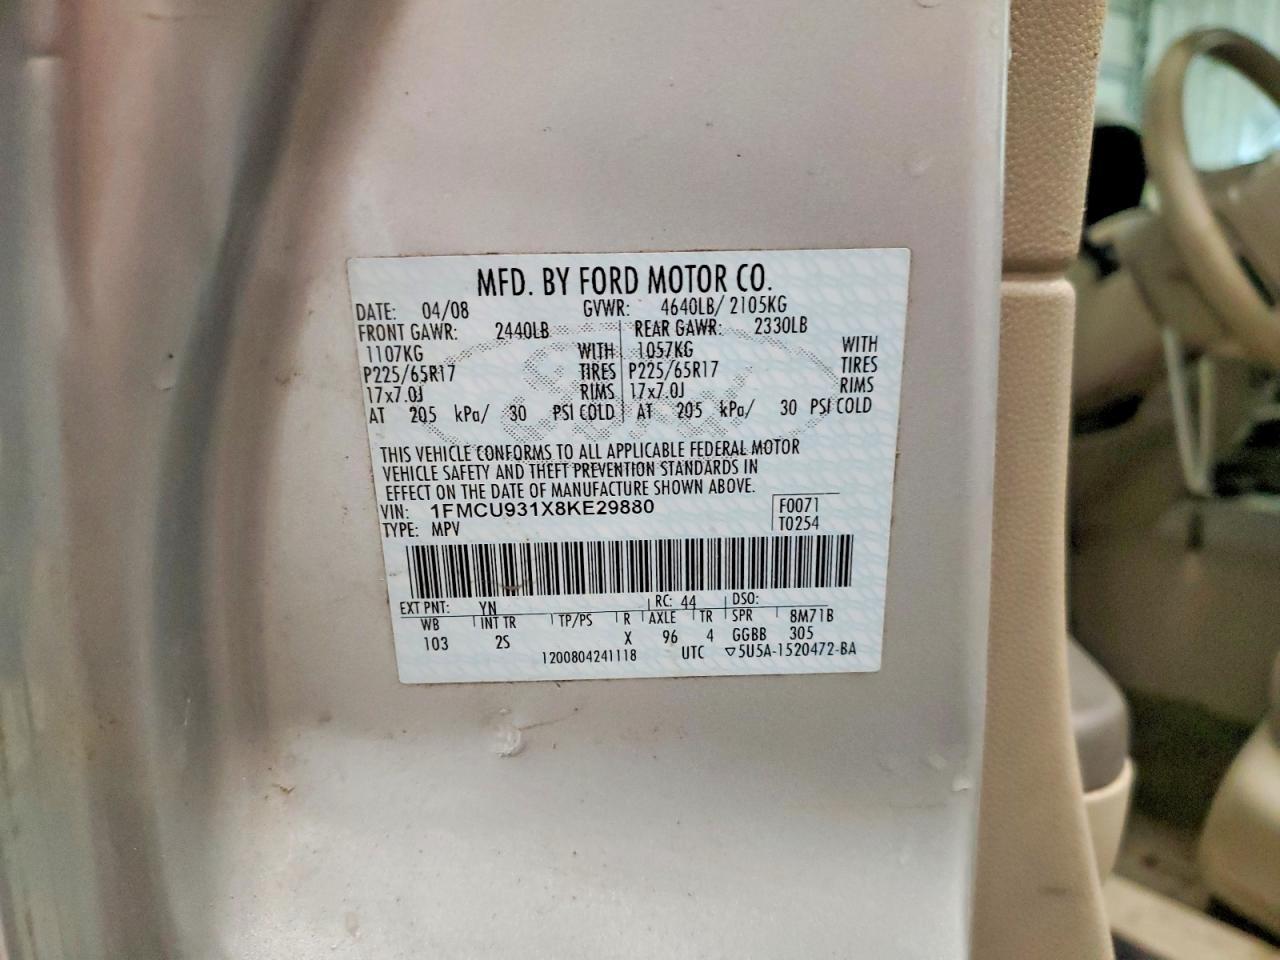 MFD. BY FORD MOTOR CO.
DATE: 04/08 GVWR: 4640LB/ 2105KG
FRONT GAWR: 2440LB REAR GAWR: 2330LB
1107KG WITH 1057KG WITH
P225/65R17 TIRES P225/65R17 TIRES
17x7.0J RIMS 17x7.0J RIMS
AT 205 kPa/ 30 PSI COLD AT 205 kPa/ 30 PSI COLD
THIS VEHICLE CONFORMS TO ALL APPLICABLE FEDERAL MOTOR
VEHICLE SAFETY AND THEFT PREVENTION STANDARDS IN
EFFECT ON THE DATE OF MANUFACTURE SHOWN ABOVE.
VIN: 1FMCU931X8KE29880 F0071
TYPE: MPV T0254
EXT PNT: YN RC: 44 DSO:
WB INT TR TP/PS R AXLE TR SPR 8M71B
103 2S X 96 4 GGBB 305
1200804241118 UTC ▽5U5A-1520472-BA